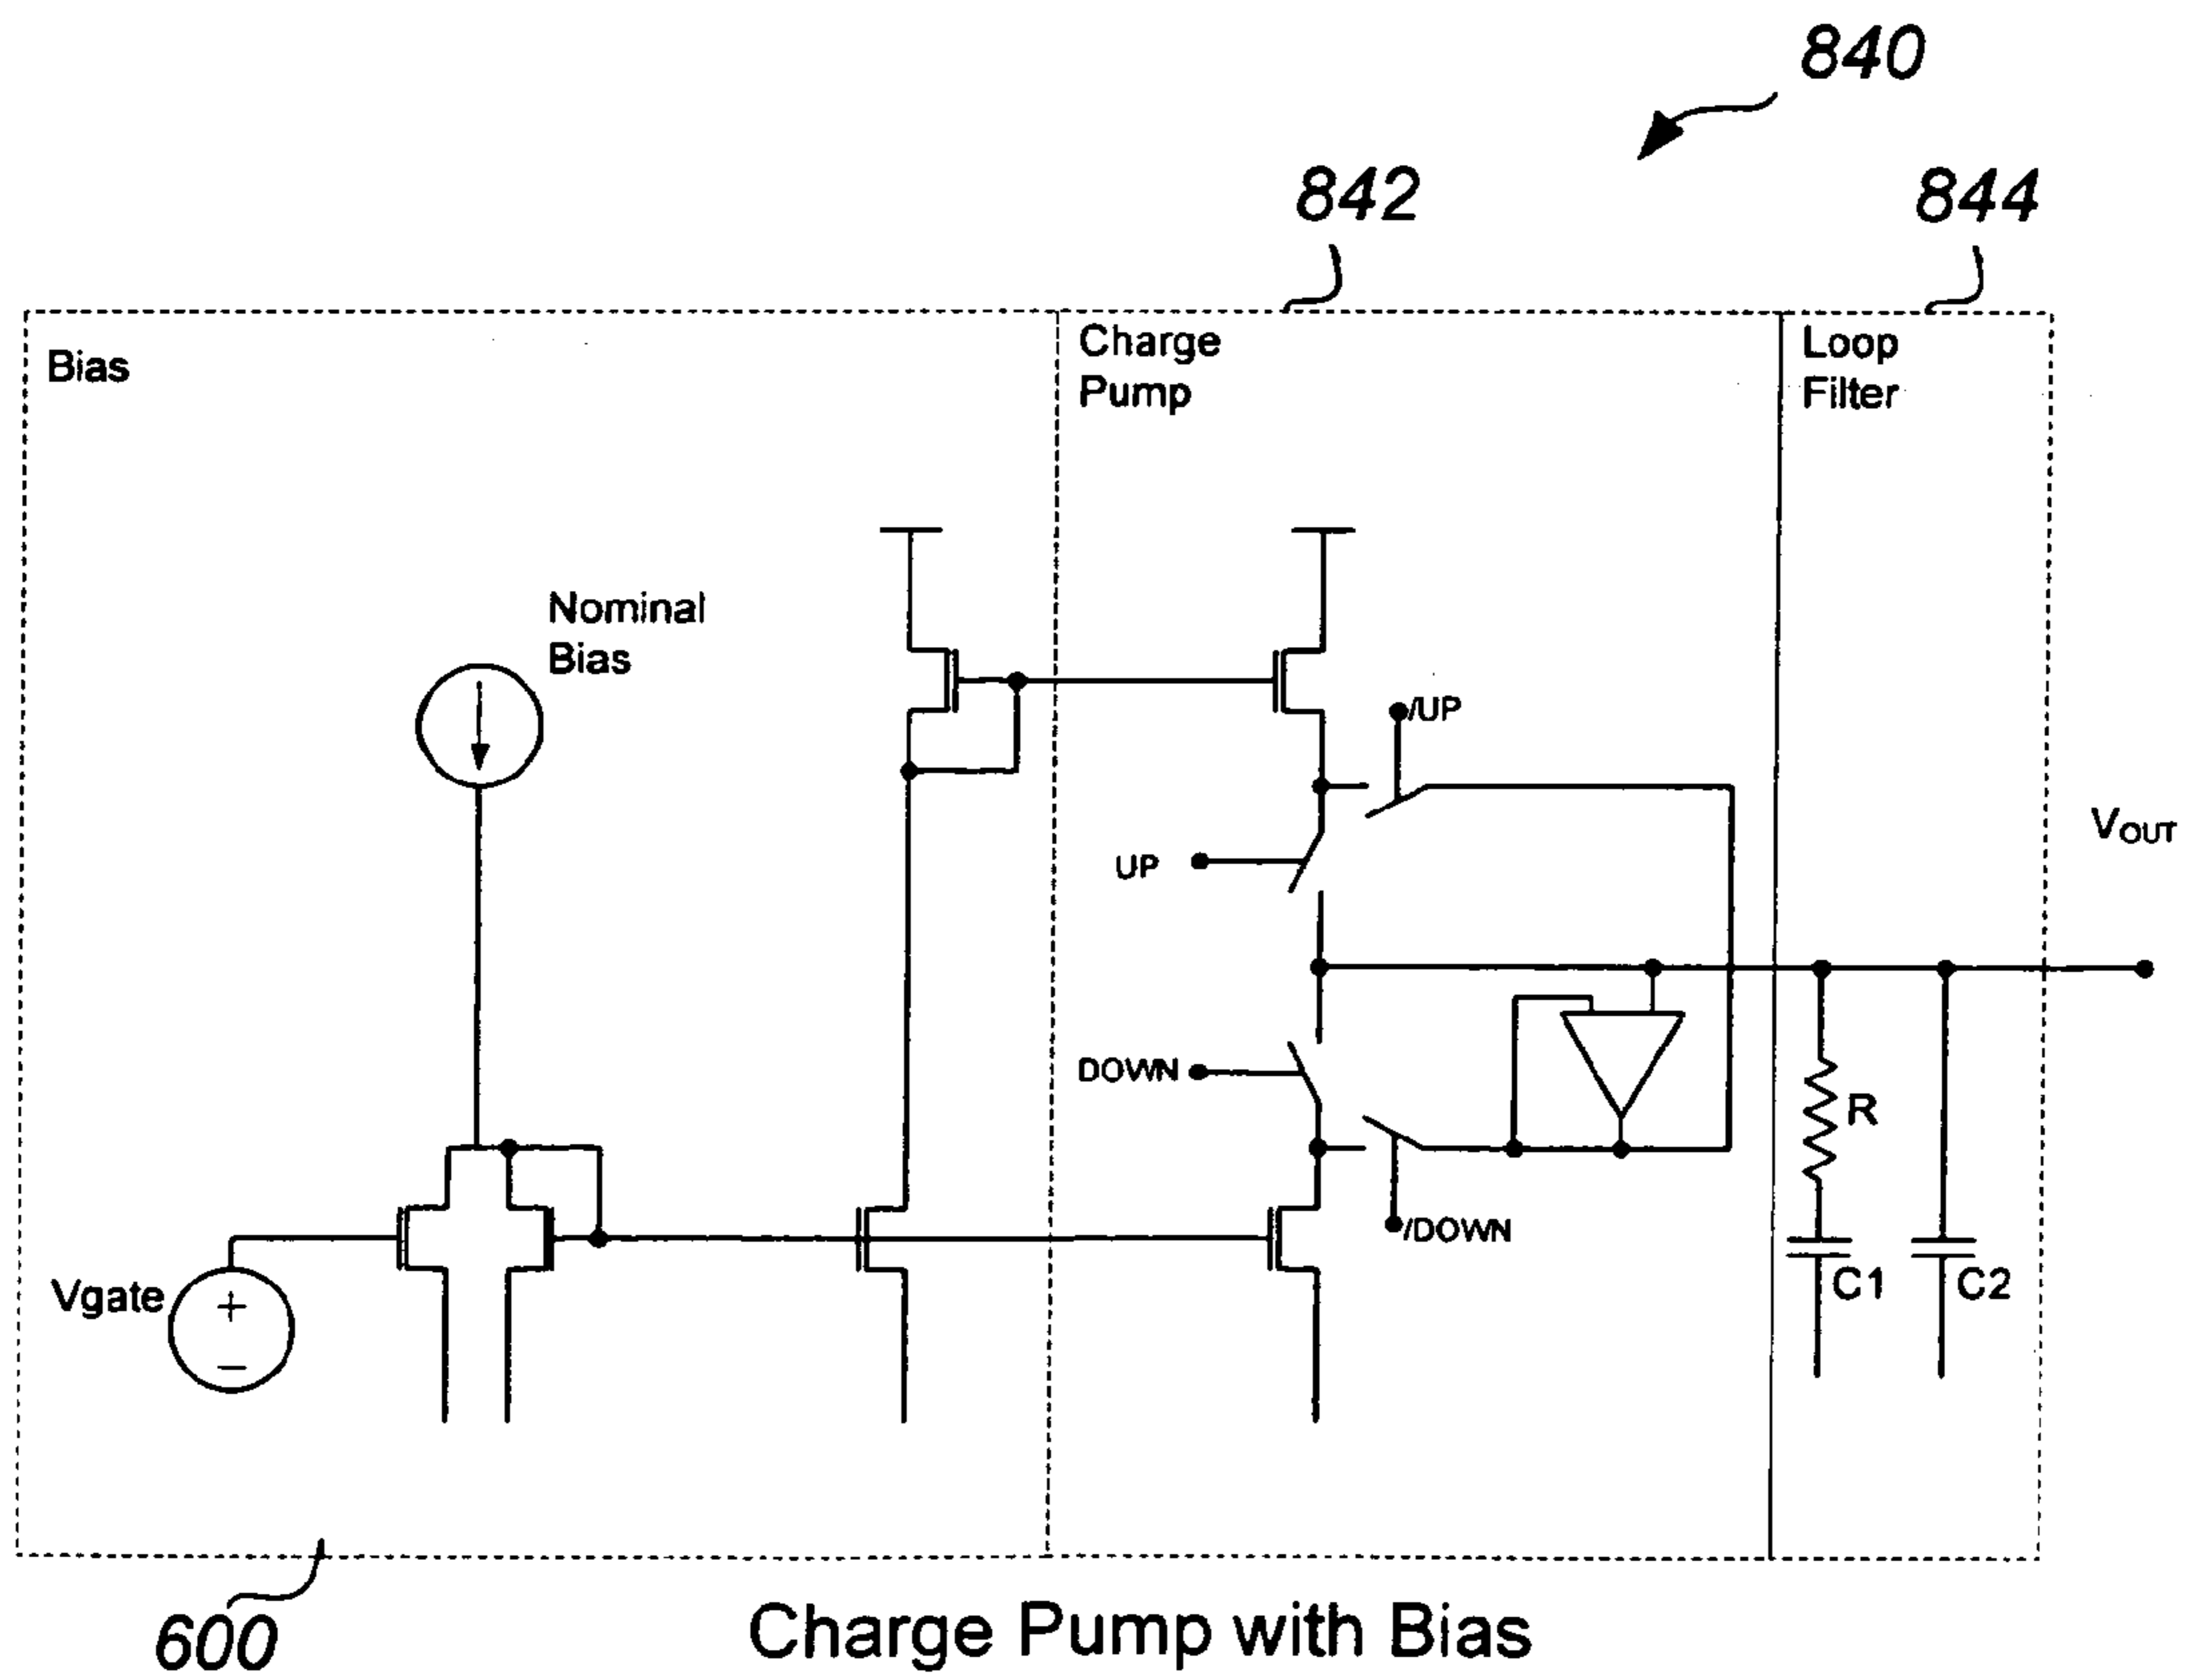 840
842
844
Bias
Charge
Pump
Loop
Filter
Nominal
Bias
/UP
UP
VOUT
DOWN
R
/DOWN
Vgate
+
−
C1
C2
600
Charge Pump with Bias